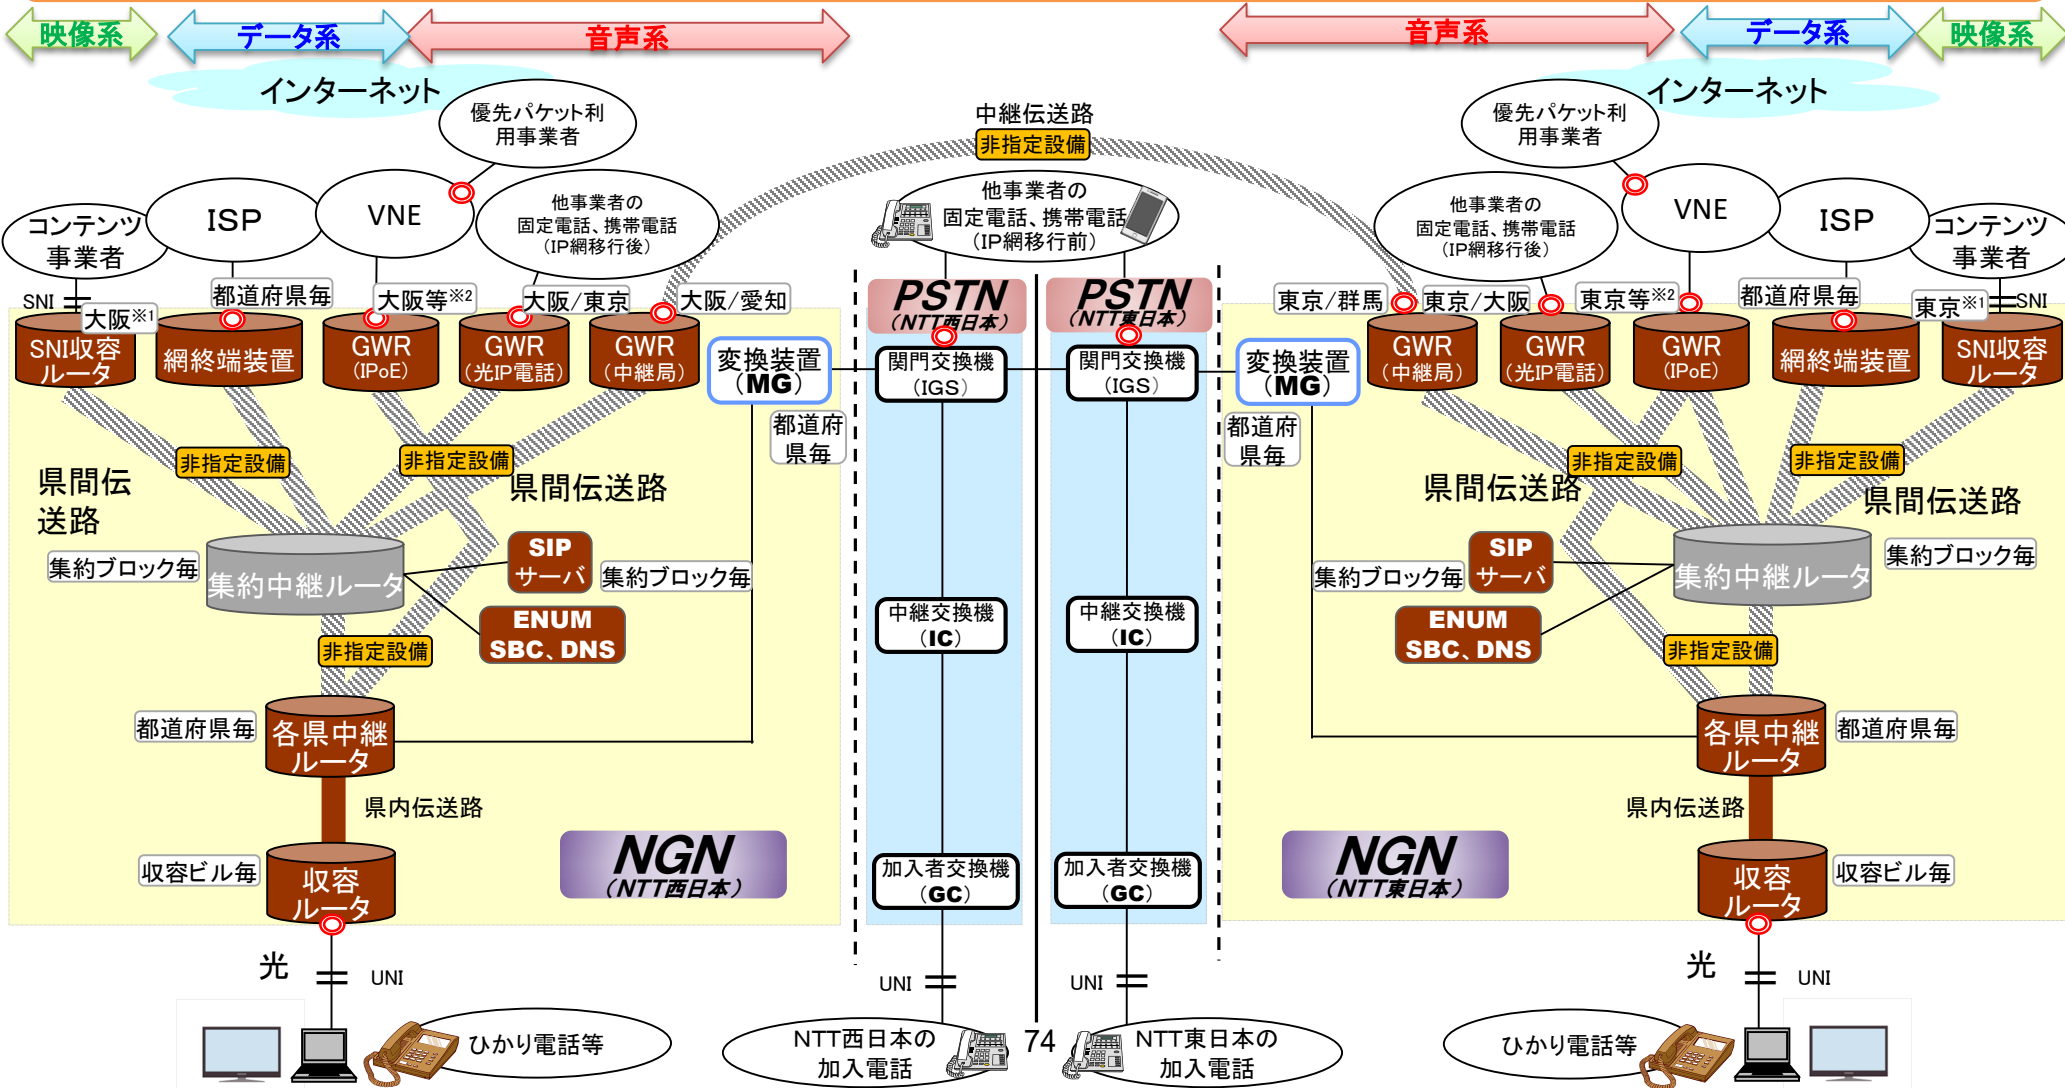 映像系
データ系
音声系
音声系
データ系
映像系
インターネット
インターネット
優先パケット利
用事業者
中継伝送路
非指定設備
優先パケット利
用事業者
コンテンツ
事業者
ISP
VNE
他事業者の
固定電話、携帯電話
(IP網移行後)
他事業者の
固定電話、携帯電話
(IP網移行前)
他事業者の
固定電話、携帯電話
(IP網移行後)
VNE
ISP
コンテンツ
事業者
SNI
大阪※1
都道府県毎
大阪等※2
大阪/東京
大阪/愛知
PSTN
(NTT西日本)
PSTN
(NTT東日本)
東京/群馬
東京/大阪
東京等※2
都道府県毎
東京※1
SNI
SNI収容
ルータ
網終端装置
GWR
(IPoE)
GWR
(光IP電話)
GWR
(中継局)
変換装置
(MG)
関門交換機
(IGS)
関門交換機
(IGS)
変換装置
(MG)
GWR
(中継局)
GWR
(光IP電話)
GWR
(IPoE)
網終端装置
SNI収容
ルータ
都道府
県毎
都道府
県毎
非指定設備
非指定設備
非指定設備
非指定設備
県間伝
送路
県間伝送路
県間伝送路
県間伝送路
集約ブロック毎
集約中継ルータ
SIP
サーバ
集約ブロック毎
集約ブロック毎
SIP
サーバ
集約中継ルータ
集約ブロック毎
ENUM
SBC、DNS
中継交換機
(IC)
中継交換機
(IC)
ENUM
SBC、DNS
非指定設備
非指定設備
都道府県毎
各県中継
ルータ
各県中継
ルータ
都道府県毎
県内伝送路
県内伝送路
NGN
(NTT西日本)
NGN
(NTT東日本)
収容ビル毎
収容
ルータ
加入者交換機
(GC)
加入者交換機
(GC)
収容
ルータ
収容ビル毎
光
UNI
UNI
UNI
光
UNI
ひかり電話等
NTT西日本の
加入電話
74
NTT東日本の
加入電話
ひかり電話等